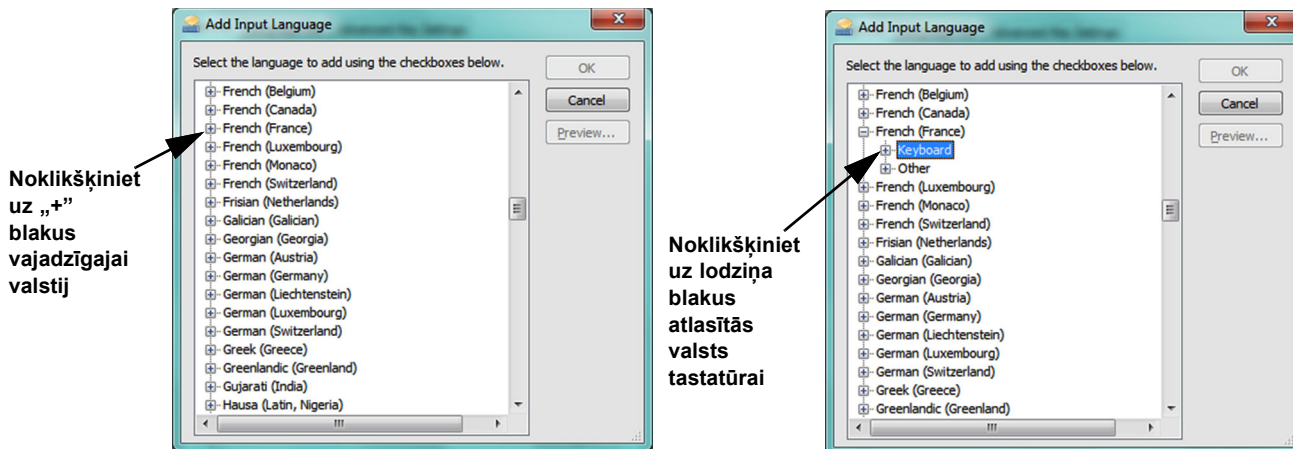 Add Input Language
Select the language to add using the checkboxes below.
French (Belgium)
French (Canada)
French (France)
French (Luxembourg)
French (Monaco)
French (Switzerland)
Frisian (Netherlands)
Galician (Galician)
Georgian (Georgia)
German (Austria)
German (Germany)
German (Liechtenstein)
German (Luxembourg)
German (Switzerland)
Greek (Greece)
Greenlandic (Greenland)
Gujarati (India)
Hausa (Latin, Nigeria)
OK
Cancel
Preview...
Noklikšķiniet
uz „+”
blakus
vajadzīgajai
valstij
Add Input Language
Select the language to add using the checkboxes below.
French (Belgium)
French (Canada)
French (France)
Keyboard
Other
French (Luxembourg)
French (Monaco)
French (Switzerland)
Frisian (Netherlands)
Galician (Galician)
Georgian (Georgia)
German (Austria)
German (Germany)
German (Liechtenstein)
German (Luxembourg)
German (Switzerland)
Greek (Greece)
Greenlandic (Greenland)
OK
Cancel
Preview...
Noklikšķiniet
uz lodziņa
blakus
atlasītās
valsts
tastatūrai